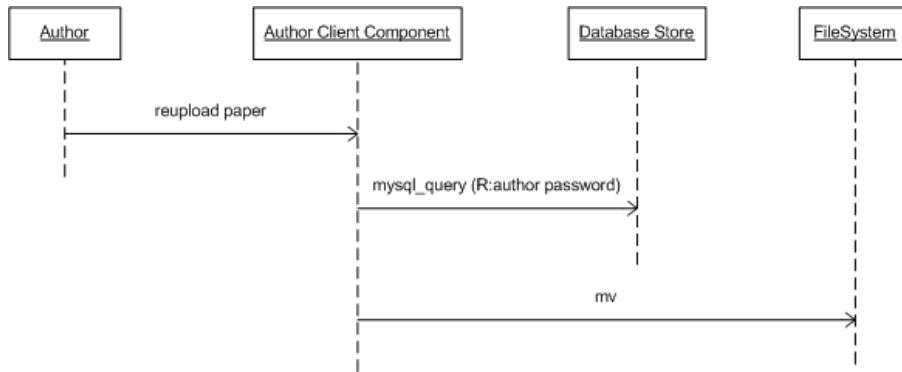 Author
Author Client Component
Database Store
FileSystem
reupload paper
mysql_query (R:author password)
mv